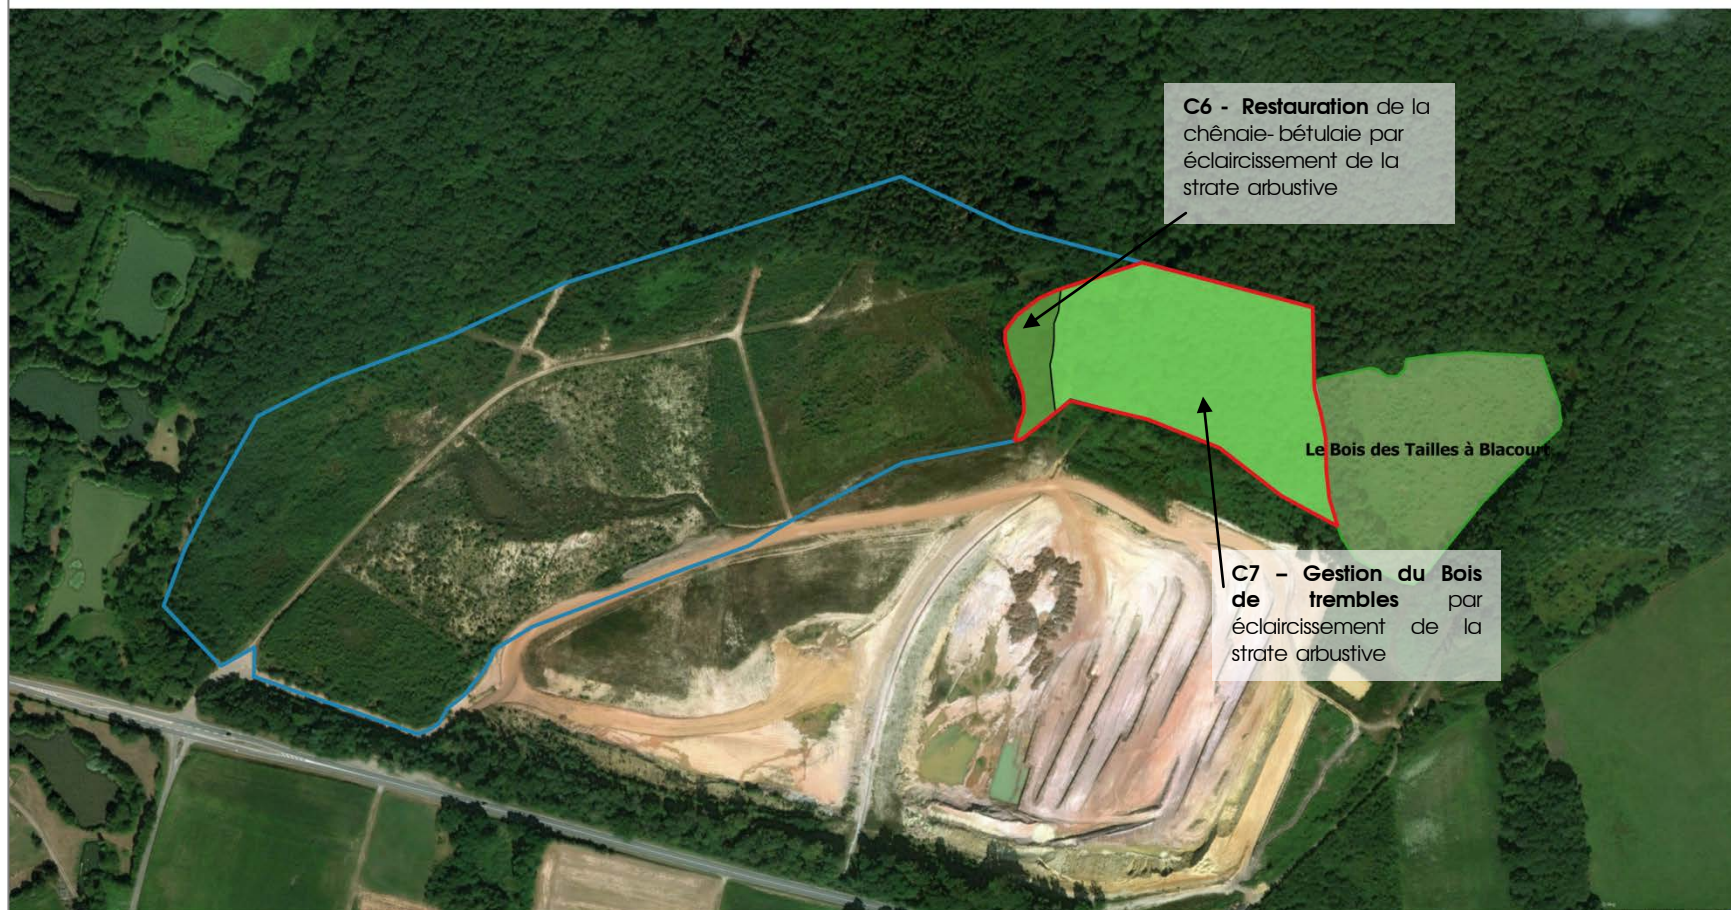 C6 - Restauration de la
chênaie-bétulaie par
éclaircissement de la
strate arbustive
Le Bois des Tailles à Blacourt
C7 – Gestion du Bois
de trembles par
éclaircissement de la
strate arbustive